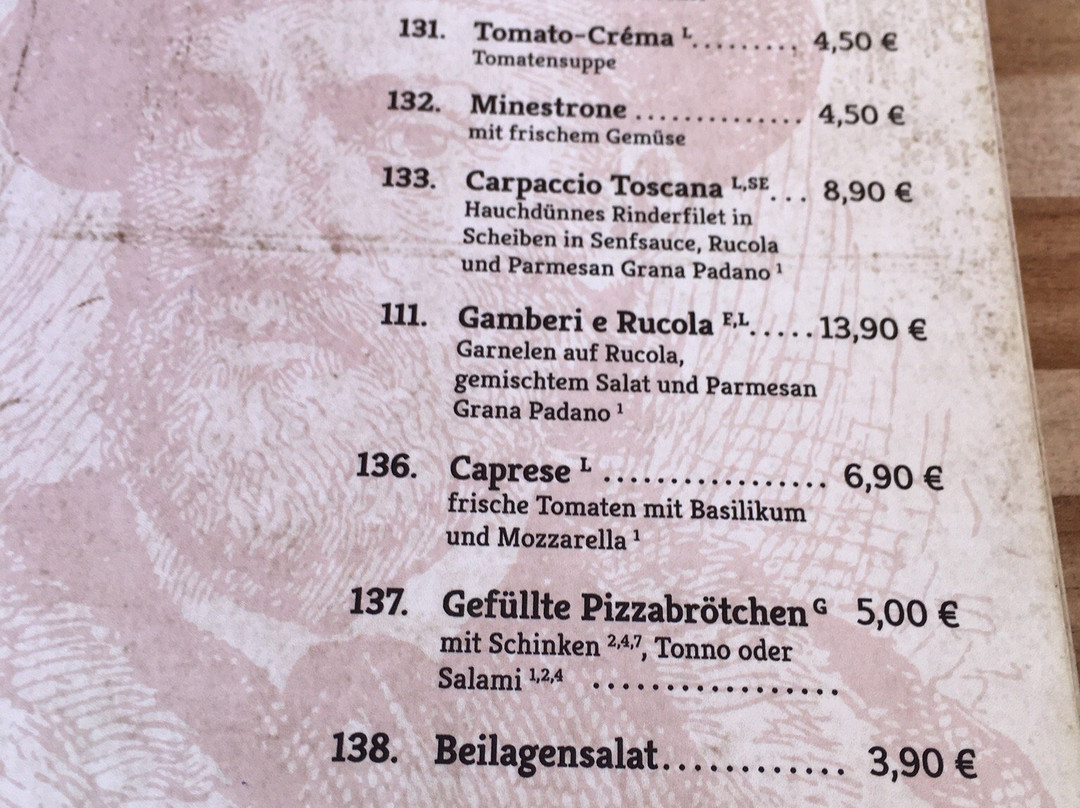 131. Tomato-Créma L......... 4,50 €
Tomatensuppe
132. Minestrone .............. 4,50 €
mit frischem Gemüse
133. Carpaccio Toscana L,SE... 8,90 €
Hauchdünnes Rinderfilet in
Scheiben in Senfsauce, Rucola
und Parmesan Grana Padano 1
111. Gamberi e Rucola E,L.....13,90 €
Garnelen auf Rucola,
gemischtem Salat und Parmesan
Grana Padano 1
136. Caprese L ................. 6,90 €
frische Tomaten mit Basilikum
und Mozzarella 1
137. Gefüllte Pizzabrötchen G 5,00 €
mit Schinken 2,4,7, Tonno oder
Salami 1,2,4 .................
138. Beilagensalat............ 3,90 €